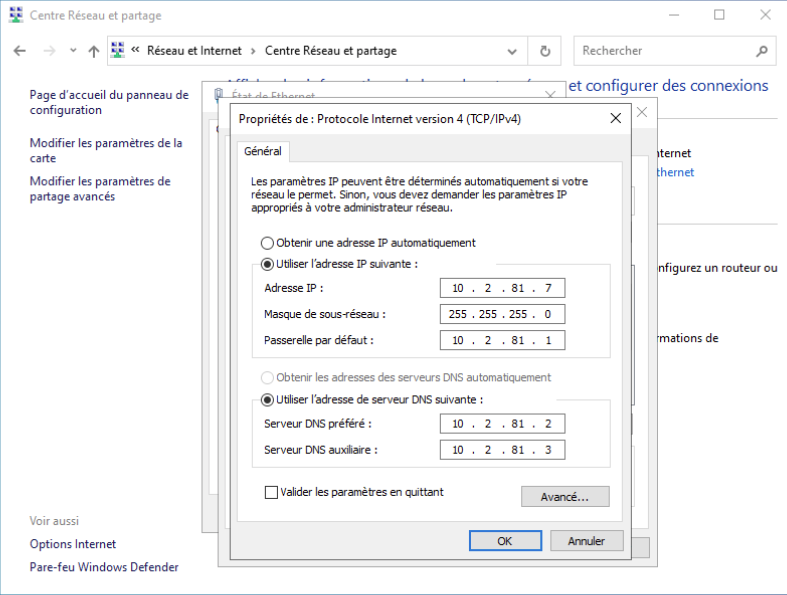 Centre Réseau et partage
« Réseau et Internet › Centre Réseau et partage
Rechercher
Page d'accueil du panneau de
configuration
Modifier les paramètres de la
carte
Modifier les paramètres de
partage avancés
Voir aussi
Options Internet
Pare-feu Windows Defender
et configurer des connexions
État de Ethernet
Propriétés de : Protocole Internet version 4 (TCP/IPv4)
Général
Les paramètres IP peuvent être déterminés automatiquement si votre
réseau le permet. Sinon, vous devez demander les paramètres IP
appropriés à votre administrateur réseau.
Obtenir une adresse IP automatiquement
Utiliser l'adresse IP suivante :
Adresse IP : 10 . 2 . 81 . 7
Masque de sous-réseau : 255 . 255 . 255 . 0
Passerelle par défaut : 10 . 2 . 81 . 1
Obtenir les adresses des serveurs DNS automatiquement
Utiliser l'adresse de serveur DNS suivante :
Serveur DNS préféré : 10 . 2 . 81 . 2
Serveur DNS auxiliaire : 10 . 2 . 81 . 3
Valider les paramètres en quittant
Avancé...
OK
Annuler
nternet
thernet
nfigurez un routeur ou
rmations de